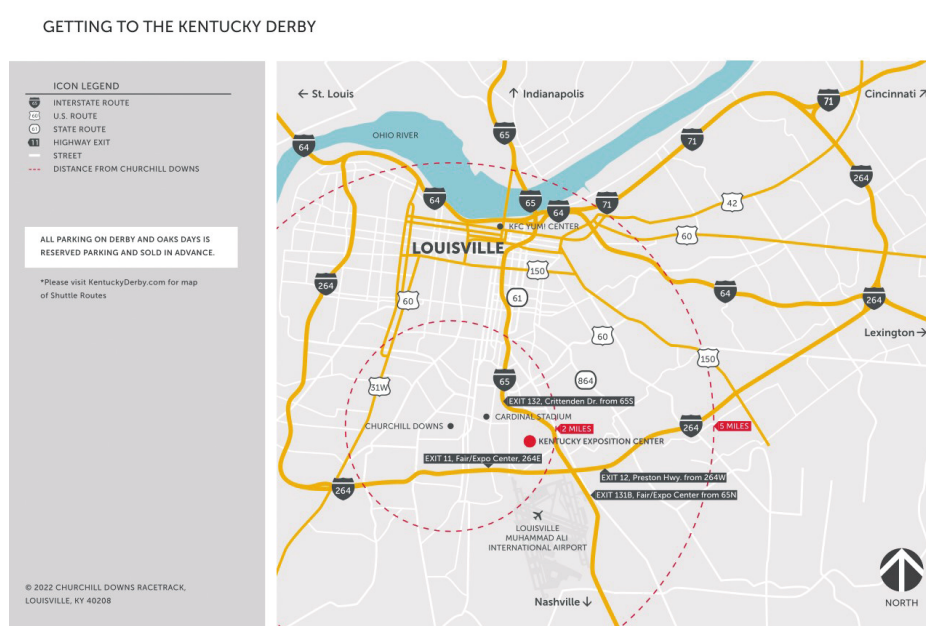 GETTING TO THE KENTUCKY DERBY
ICON LEGEND
INTERSTATE ROUTE
60
U.S. ROUTE
61
STATE ROUTE
11
HIGHWAY EXIT
STREET
DISTANCE FROM CHURCHILL DOWNS
ALL PARKING ON DERBY AND OAKS DAYS IS
RESERVED PARKING AND SOLD IN ADVANCE.
*Please visit KentuckyDerby.com for map
of Shuttle Routes
© 2022 CHURCHILL DOWNS RACETRACK,
LOUISVILLE, KY 40208
← St. Louis
↑ Indianapolis
71
Cincinnati ↗
OHIO RIVER
64
65
71
264
64
65
64
71
42
KFC YUM! CENTER
60
LOUISVILLE
150
264
60
61
64
264
60
Lexington →
150
31W
65
864
EXIT 132, Crittenden Dr. from 65S
CARDINAL STADIUM
CHURCHILL DOWNS
2 MILES
264
5 MILES
KENTUCKY EXPOSITION CENTER
EXIT 11, Fair/Expo Center, 264E
EXIT 12, Preston Hwy. from 264W
264
EXIT 131B, Fair/Expo Center from 65N
LOUISVILLE
MUHAMMAD ALI
INTERNATIONAL AIRPORT
Nashville ↓
NORTH